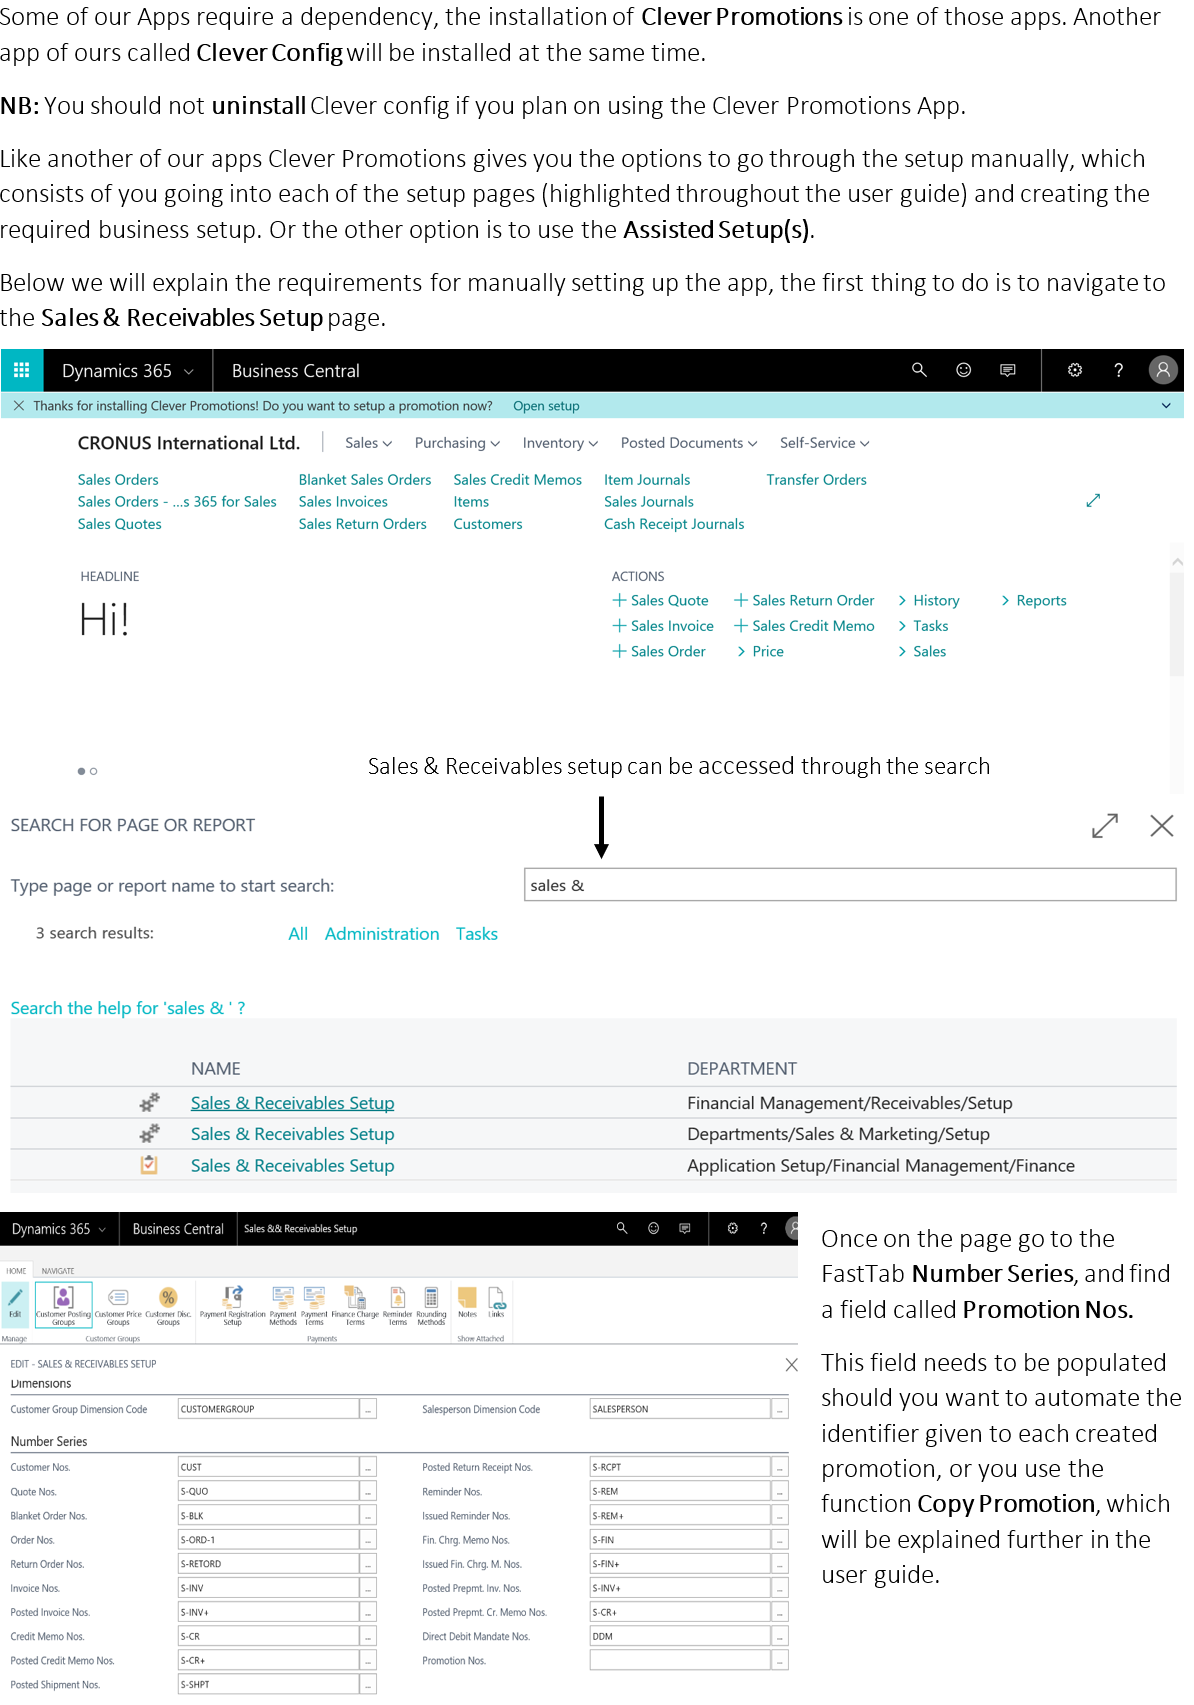 Some of our Apps require a dependency, the installation of Clever Promotions is one of those apps. Another
app of ours called Clever Config will be installed at the same time.
NB: You should not uninstall Clever config if you plan on using the Clever Promotions App.
Like another of our apps Clever Promotions gives you the options to go through the setup manually, which
consists of you going into each of the setup pages (highlighted throughout the user guide) and creating the
required business setup. Or the other option is to use the Assisted Setup(s).
Below we will explain the requirements for manually setting up the app, the first thing to do is to navigate to
the Sales & Receivables Setup page.
Dynamics 365 Business Central ?
Thanks for installing Clever Promotions! Do you want to setup a promotion now? Open setup
CRONUS International Ltd. Sales Purchasing Inventory Posted Documents Self-Service
Sales Orders Blanket Sales Orders Sales Credit Memos Item Journals Transfer Orders
Sales Orders - ...s 365 for Sales Sales Invoices Items Sales Journals
Sales Quotes Sales Return Orders Customers Cash Receipt Journals
HEADLINE ACTIONS
Hi!
+ Sales Quote + Sales Return Order > History > Reports
+ Sales Invoice + Sales Credit Memo > Tasks
+ Sales Order > Price > Sales
Sales & Receivables setup can be accessed through the search
SEARCH FOR PAGE OR REPORT
Type page or report name to start search: sales &
3 search results: All Administration Tasks
Search the help for 'sales & ' ?
NAME DEPARTMENT
Sales & Receivables Setup Financial Management/Receivables/Setup
Sales & Receivables Setup Departments/Sales & Marketing/Setup
Sales & Receivables Setup Application Setup/Financial Management/Finance
Dynamics 365 Business Central Sales && Receivables Setup ?
HOME NAVIGATE
Edit Customer Posting Customer Price Customer Disc. Payment Registration Payment Payment Finance Charge Reminder Rounding Notes Links
Groups Groups Groups Setup Methods Terms Terms Terms Methods
Manage Customer Groups Payments Show Attached
EDIT - SALES & RECEIVABLES SETUP
Dimensions
Customer Group Dimension Code CUSTOMERGROUP ... Salesperson Dimension Code SALESPERSON ...
Number Series
Customer Nos. CUST ... Posted Return Receipt Nos. S-RCPT ...
Quote Nos. S-QUO ... Reminder Nos. S-REM ...
Blanket Order Nos. S-BLK ... Issued Reminder Nos. S-REM+ ...
Order Nos. S-ORD-1 ... Fin. Chrg. Memo Nos. S-FIN ...
Return Order Nos. S-RETORD ... Issued Fin. Chrg. M. Nos. S-FIN+ ...
Invoice Nos. S-INV ... Posted Prepmt. Inv. Nos. S-INV+ ...
Posted Invoice Nos. S-INV+ ... Posted Prepmt. Cr. Memo Nos. S-CR+ ...
Credit Memo Nos. S-CR ... Direct Debit Mandate Nos. DDM ...
Posted Credit Memo Nos. S-CR+ ... Promotion Nos. ...
Posted Shipment Nos. S-SHPT ...
Once on the page go to the
FastTab Number Series, and find
a field called Promotion Nos.
This field needs to be populated
should you want to automate the
identifier given to each created
promotion, or you use the
function Copy Promotion, which
will be explained further in the
user guide.